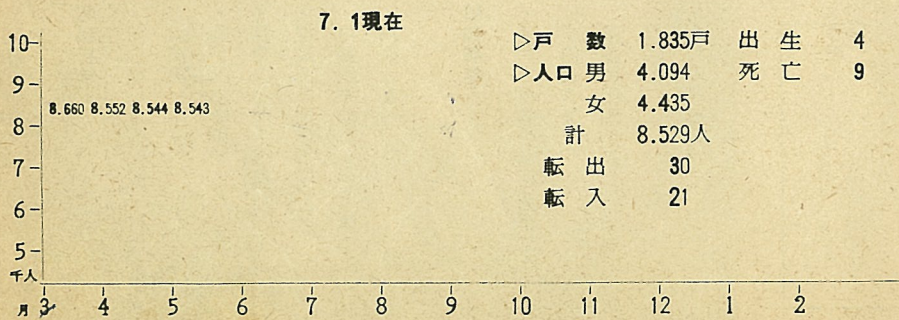 7. 1現在
▷戸 数 1.835戸 出 生 4
▷人口 男 4.094 死 亡 9
女 4.435
計 8.529人
転 出 30
転 入 21
10
9
8.660 8.552 8.544 8.543
8
7
6
5
千人
月 3 4 5 6 7 8 9 10 11 12 1 2